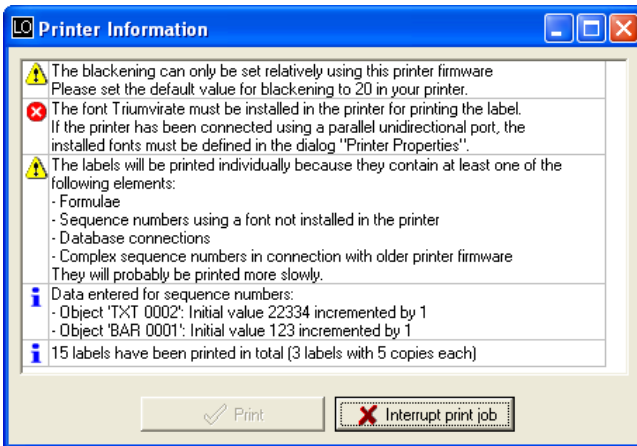 LO Printer Information
The blackening can only be set relatively using this printer firmware
Please set the default value for blackening to 20 in your printer.
The font Triumvirate must be installed in the printer for printing the label.
If the printer has been connected using a parallel unidirectional port, the
installed fonts must be defined in the dialog "Printer Properties".
The labels will be printed individually because they contain at least one of the
following elements:
- Formulae
- Sequence numbers using a font not installed in the printer
- Database connections
- Complex sequence numbers in connection with older printer firmware
They will probably be printed more slowly.
Data entered for sequence numbers:
- Object 'TXT 0002': Initial value 22334 incremented by 1
- Object 'BAR 0001': Initial value 123 incremented by 1
15 labels have been printed in total (3 labels with 5 copies each)
Print
Interrupt print job